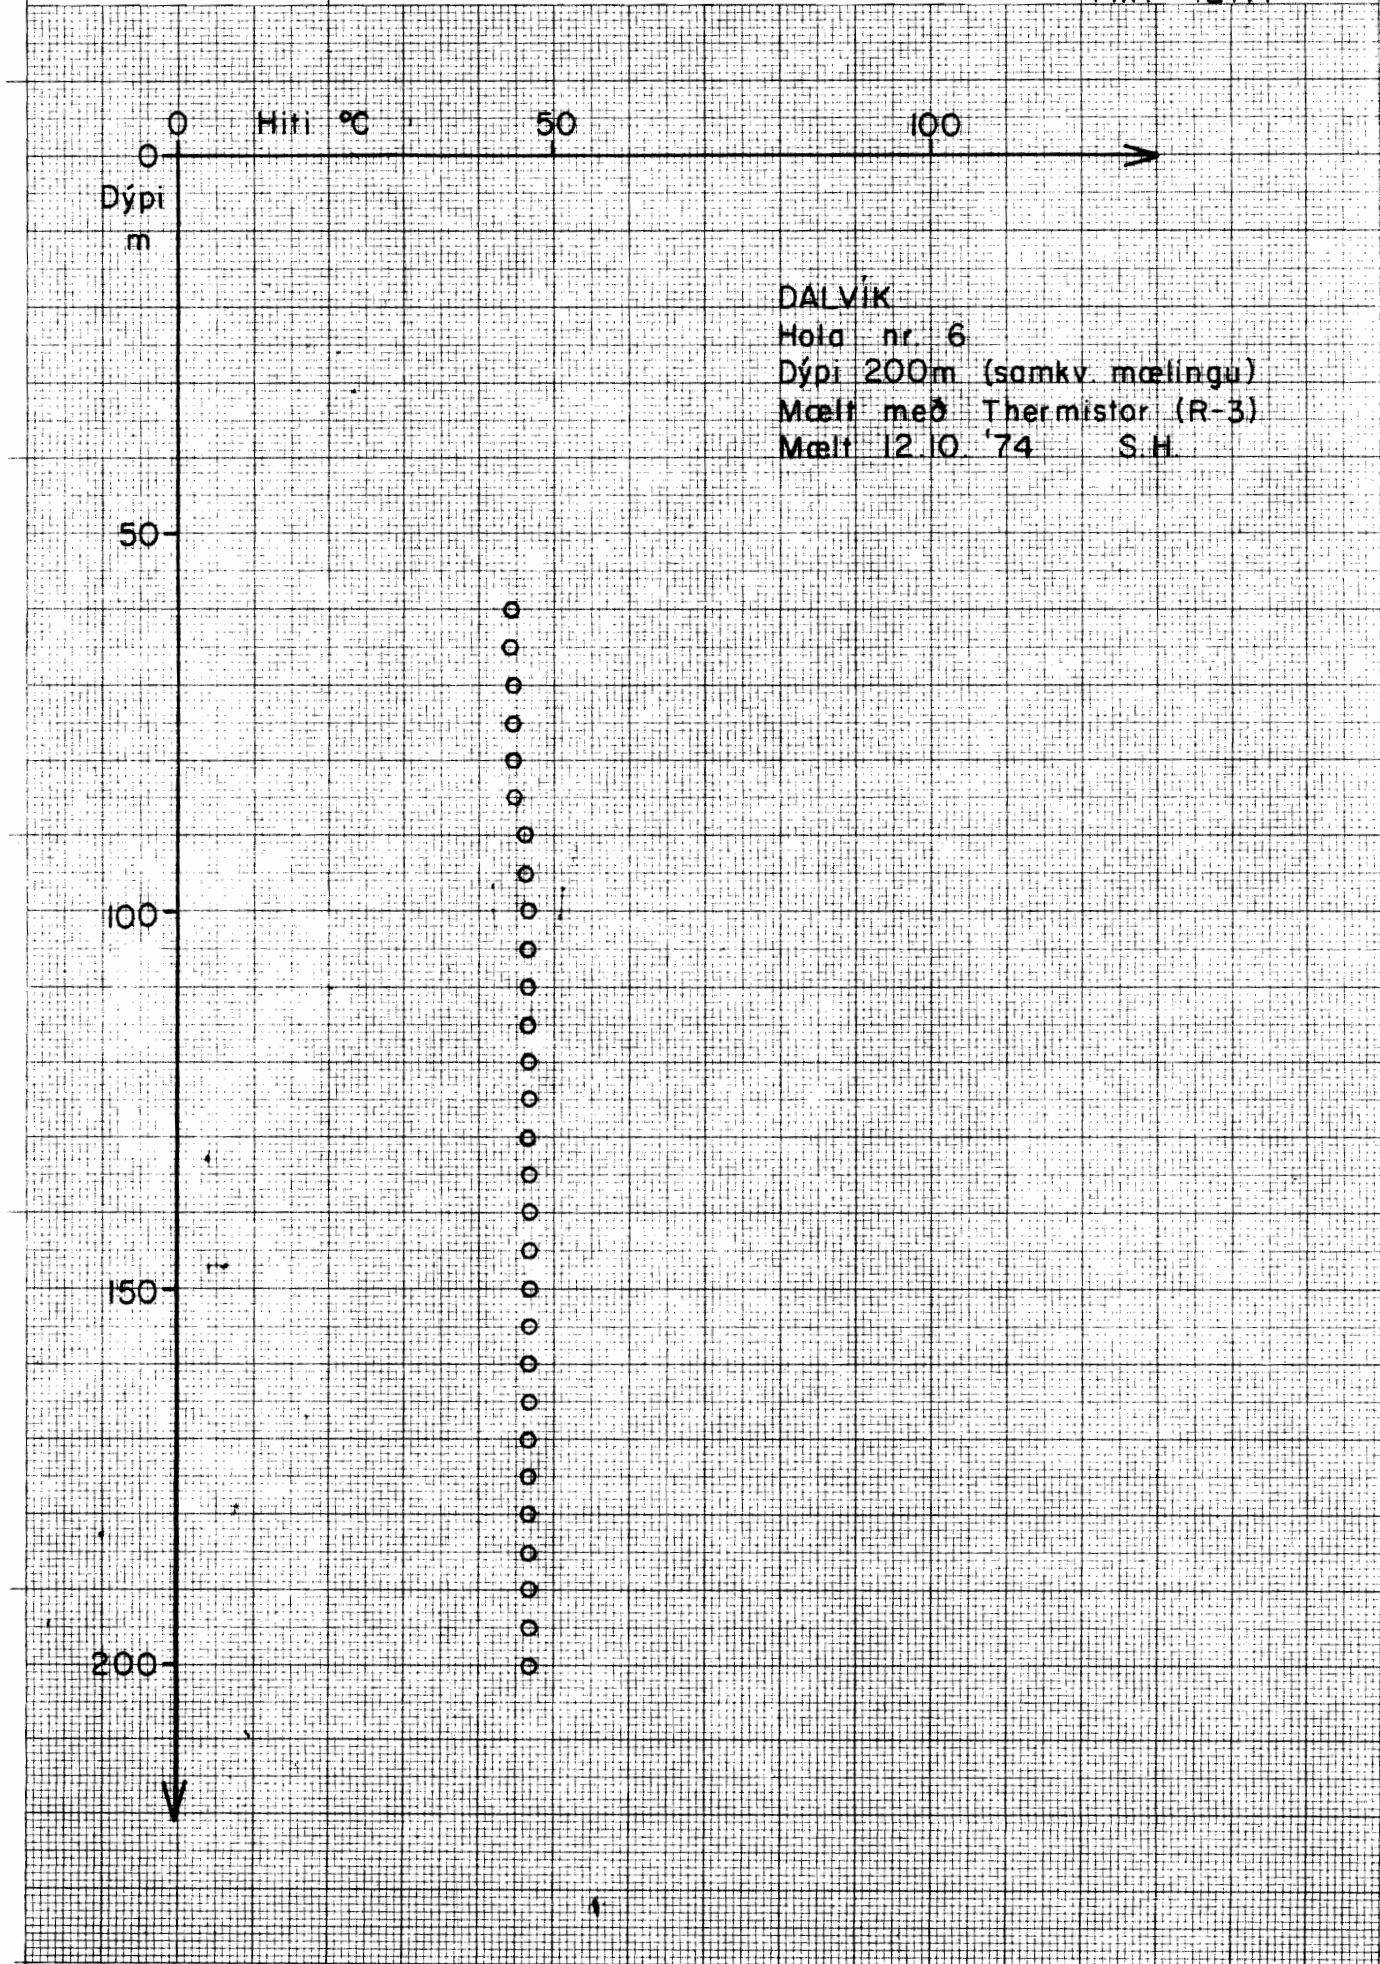 0 Hiti °C 50 100
0
Dýpi
m
DALVÍK
Hola nr. 6
Dýpi 200m (samkv. mælingu)
Mælt með Thermistor (R-3)
Mælt 12.10. '74 S.H.
50
100
150
200